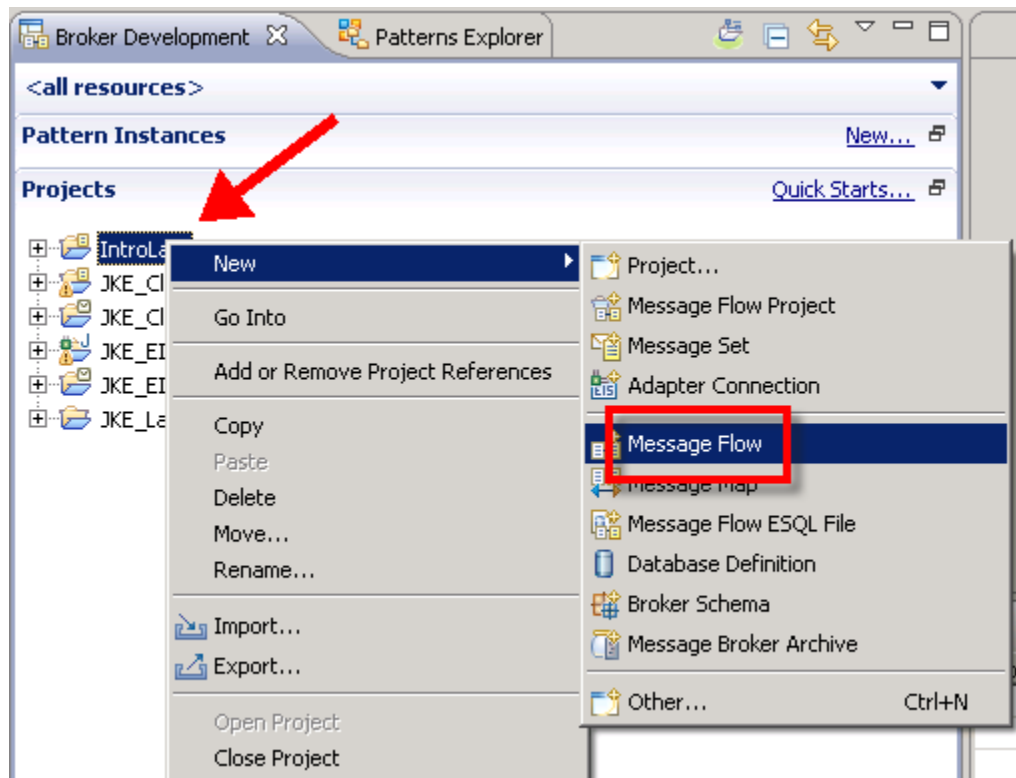 Broker Development Patterns Explorer
<all resources>
Pattern Instances New...
Projects Quick Starts...
IntroLa
JKE_Cl
JKE_Cl
JKE_EI
JKE_EI
JKE_La
New
Go Into
Add or Remove Project References
Copy
Paste
Delete
Move...
Rename...
Import...
Export...
Open Project
Close Project
Project...
Message Flow Project
Message Set
Adapter Connection
Message Flow
Message Map
Message Flow ESQL File
Database Definition
Broker Schema
Message Broker Archive
Other... Ctrl+N